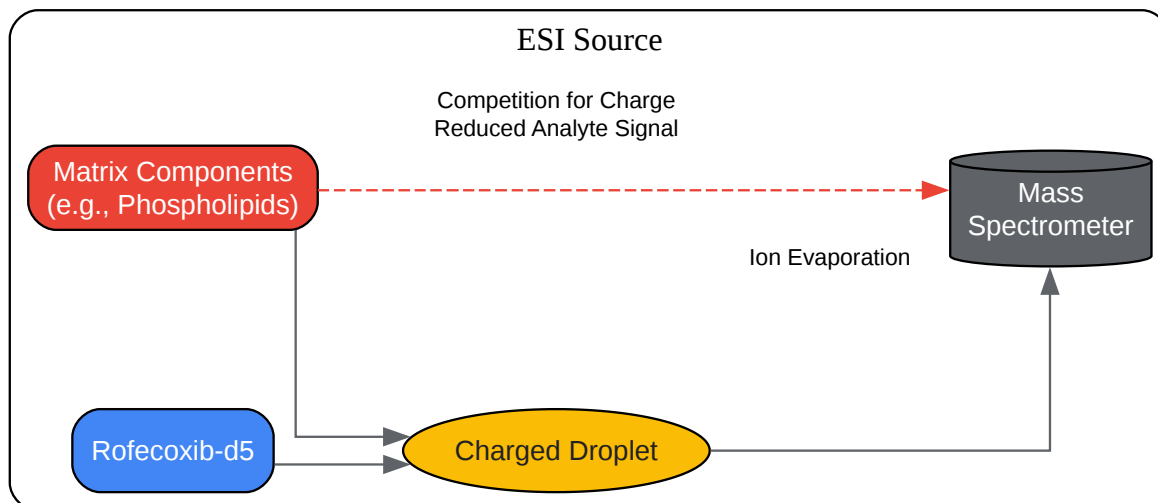 ESI Source
Competition for Charge
Reduced Analyte Signal
Matrix Components
(e.g., Phospholipids)
Mass
Spectrometer
Ion Evaporation
Rofecoxib-d5
Charged Droplet